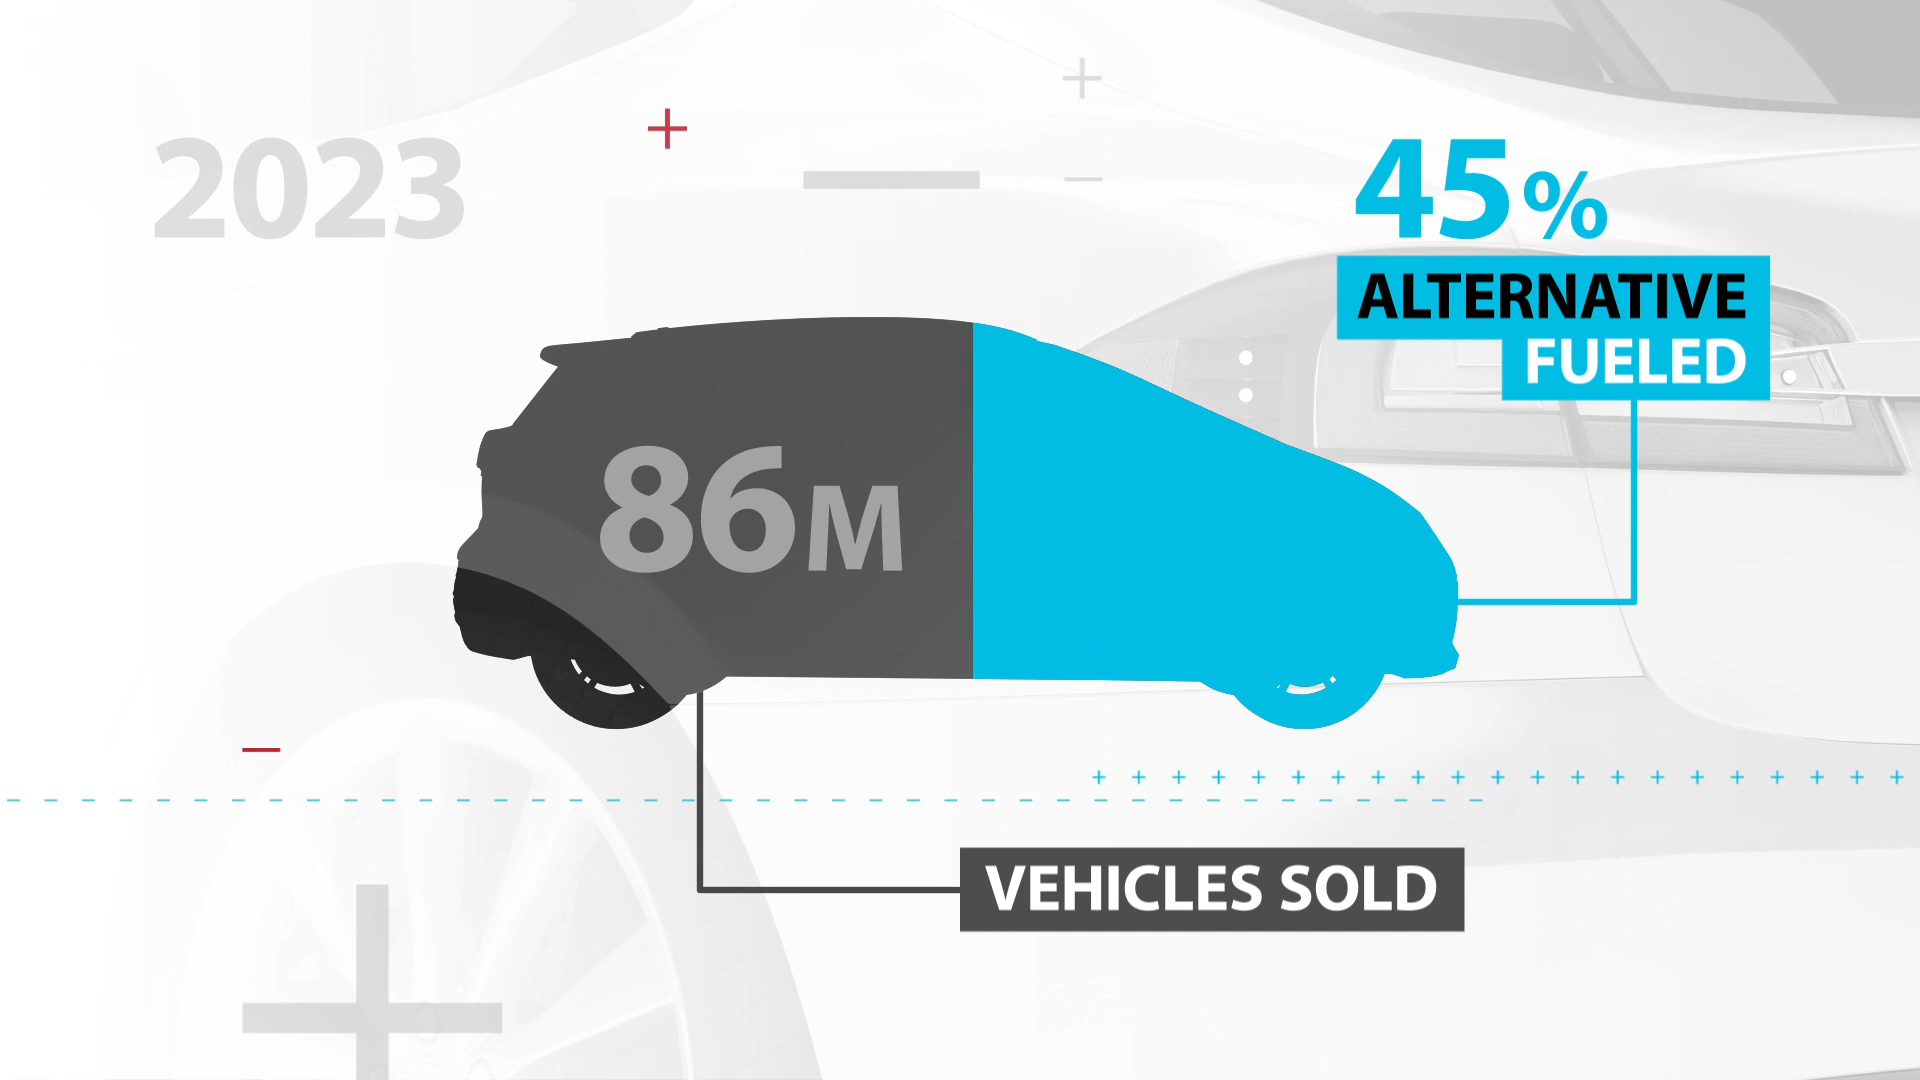 2023
45%
ALTERNATIVE
FUELED
86M
VEHICLES SOLD